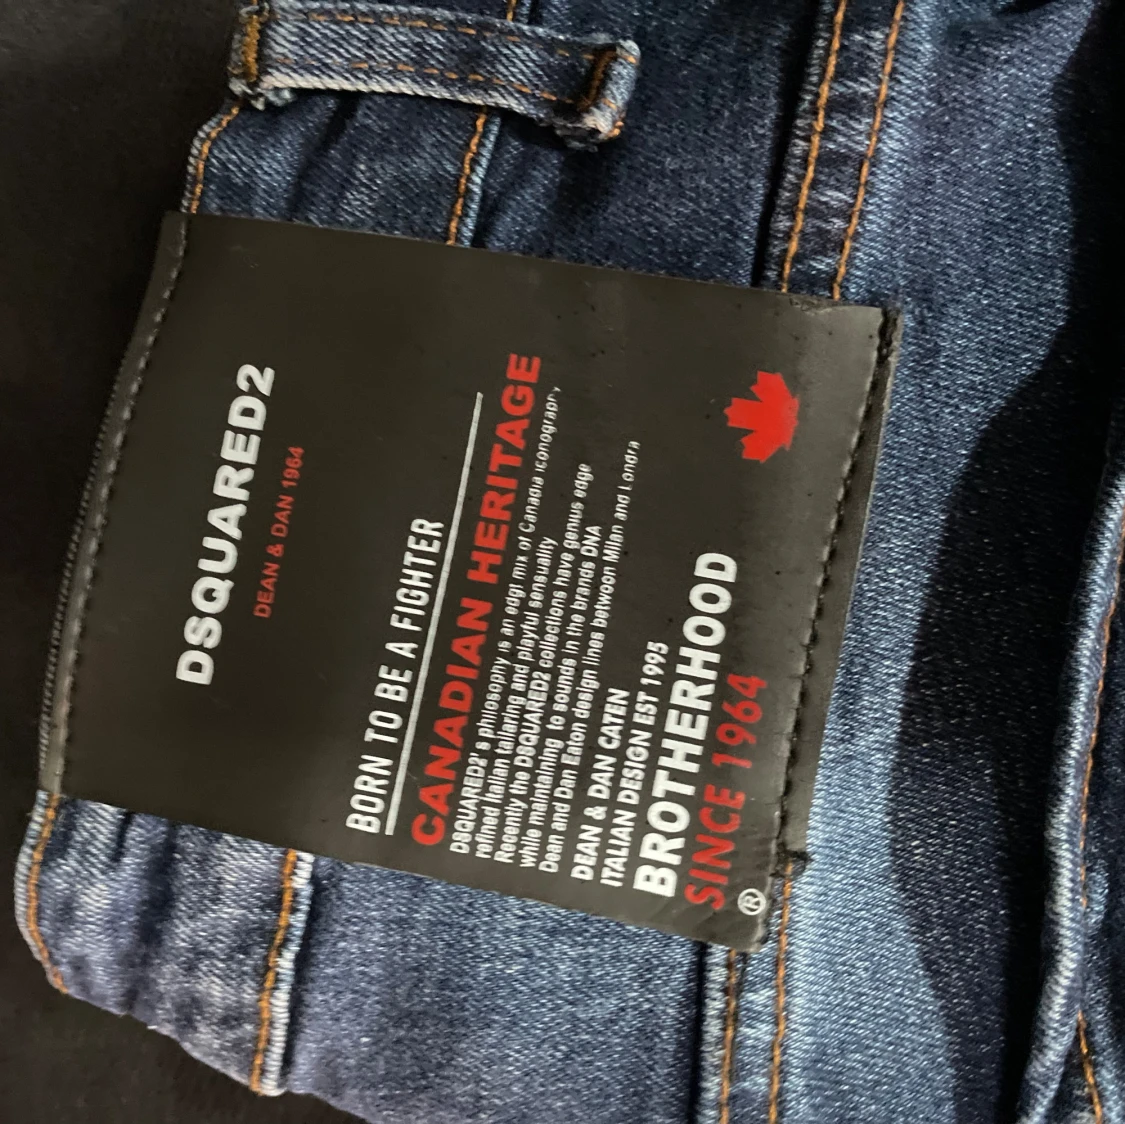 DSQUARED2
DEAN & DAN 1964
BORN TO BE A FIGHTER
CANADIAN HERITAGE
DSQUARED2's philosophy is an edgi mix of Canadia iconography,
refined Italian tallaring and playful sensuality
Recently the DSQUARED2 collections have genius edge
while maintaining to sounds in the brands DNA
Dean and Dan Eaton design lines between Milan and Londra
DEAN & DAN CATEN
ITALIAN DESIGN EST 1995
BROTHERHOOD
SINCE 1964
®